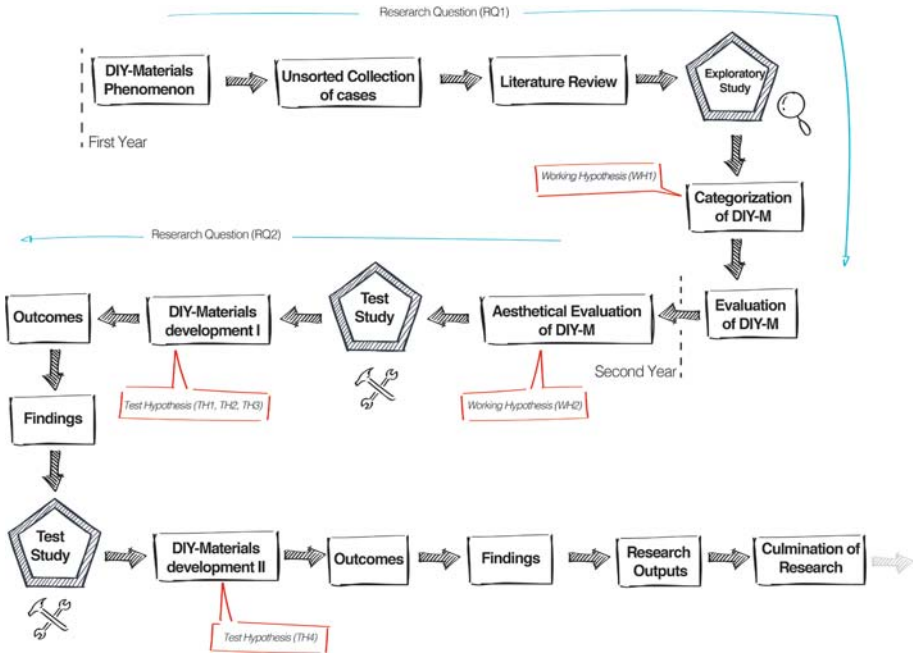 Reserarch Question (RQ1)
DIY-Materials
Phenomenon
Unsorted Collection
of cases
Literature Review
Exploratory
Study
First Year
Working Hypothesis (WH1)
Categorization
of DIY-M
Reserarch Question (RQ2)
Outcomes
DIY-Materials
development I
Test
Study
Aesthetical Evaluation
of DIY-M
Evaluation
of DIY-M
Second Year
Test Hypothesis (TH1, TH2, TH3)
Working Hypothesis (WH2)
Findings
Test
Study
DIY-Materials
development II
Outcomes
Findings
Research
Outputs
Culmination of
Research
Test Hypothesis (TH4)